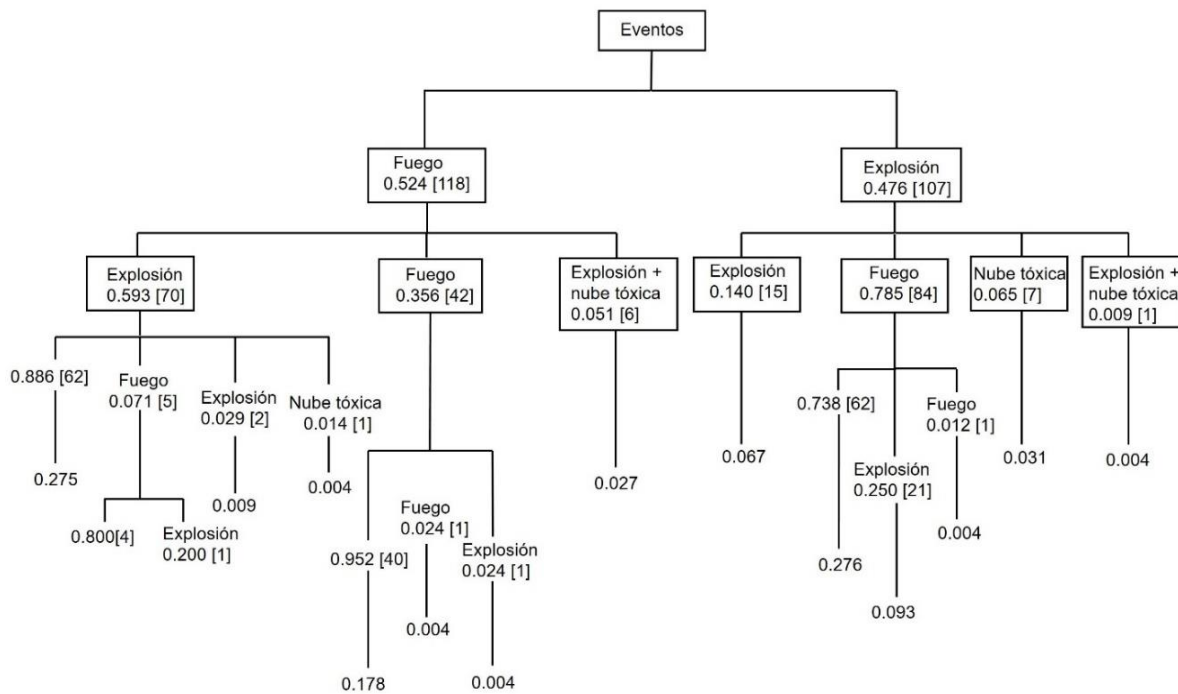 Eventos
Fuego
0.524 [118]
Explosión
0.476 [107]
Explosión
0.593 [70]
Fuego
0.356 [42]
Explosión +
nube tóxica
0.051 [6]
Explosión
0.140 [15]
Fuego
0.785 [84]
Nube tóxica
0.065 [7]
Explosión +
nube tóxica
0.009 [1]
0.886 [62]
Fuego
0.071 [5]
Explosión
0.029 [2]
Nube tóxica
0.014 [1]
0.738 [62]
Fuego
0.012 [1]
Explosión
0.250 [21]
0.275
0.009
0.004
0.027
0.067
0.031
0.004
0.800[4]
Explosión
0.200 [1]
0.952 [40]
Fuego
0.024 [1]
Explosión
0.024 [1]
0.004
0.276
0.093
0.004
0.178
0.004